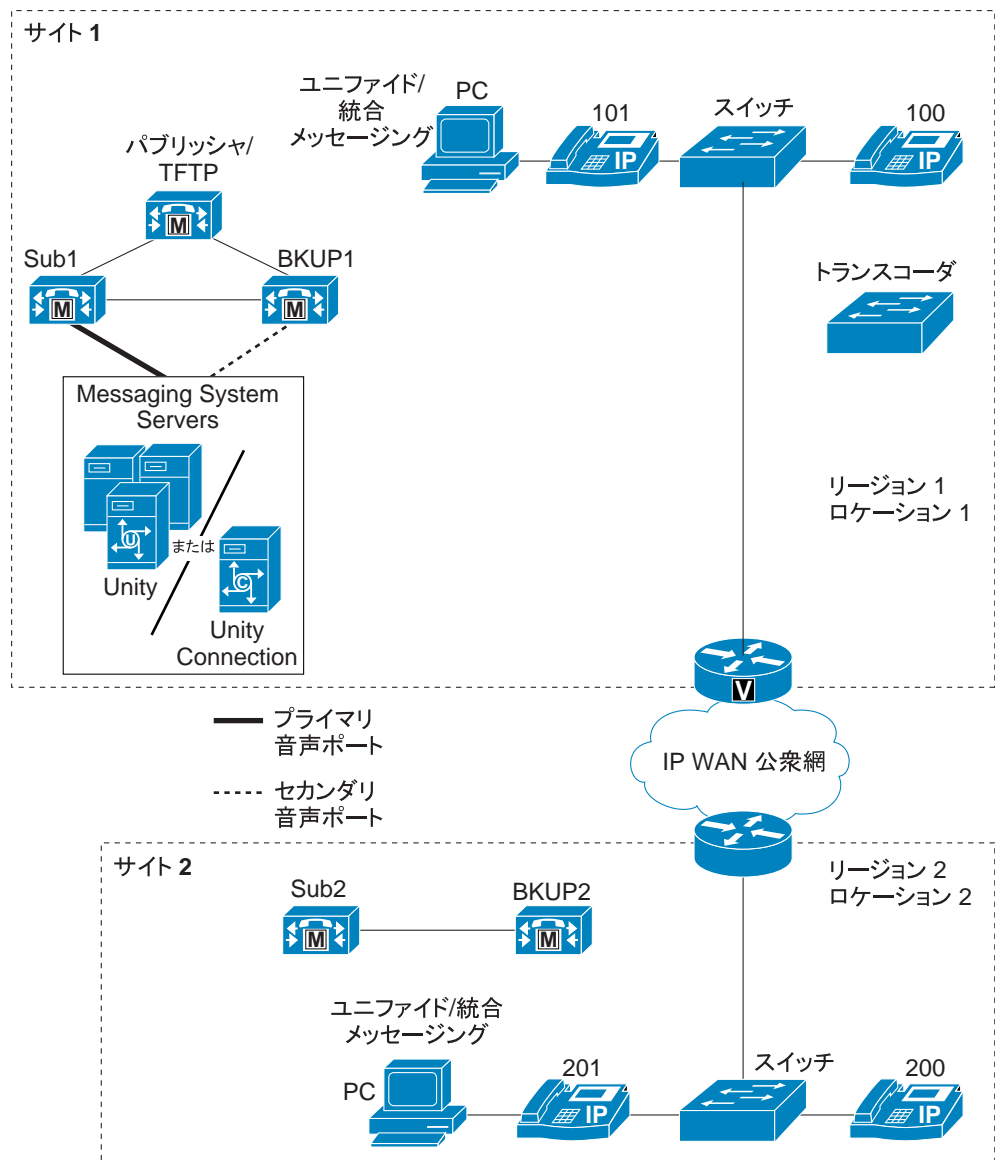 サイト 1
ユニファイド/
統合
メッセージング
PC
101
スイッチ
100
IP
IP
パブリッシャ/
TFTP
M
Sub1
BKUP1
M
M
トランスコーダ
Messaging System
Servers
U
または
Unity
C
Unity
Connection
リージョン 1
ロケーション 1
V
プライマリ
音声ポート
セカンダリ
音声ポート
IP WAN 公衆網
サイト 2
リージョン 2
ロケーション 2
Sub2
BKUP2
M
M
ユニファイド/統合
メッセージング
PC
201
スイッチ
200
IP
IP